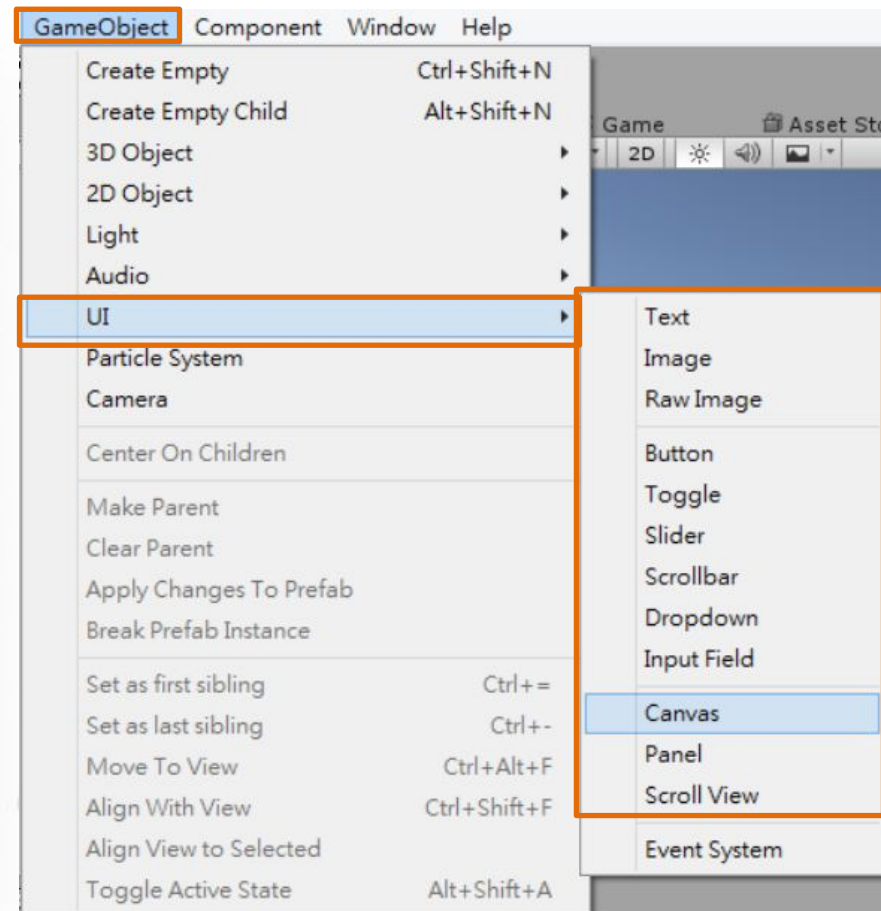 GameObject Component Window Help
Create Empty Ctrl+Shift+N
Create Empty Child Alt+Shift+N
3D Object
2D Object
Light
Audio
UI
Particle System
Camera
Center On Children
Make Parent
Clear Parent
Apply Changes To Prefab
Break Prefab Instance
Set as first sibling Ctrl+=
Set as last sibling Ctrl+-
Move To View Ctrl+Alt+F
Align With View Ctrl+Shift+F
Align View to Selected
Toggle Active State Alt+Shift+A
Game Asset Sto
2D
Text
Image
Raw Image
Button
Toggle
Slider
Scrollbar
Dropdown
Input Field
Canvas
Panel
Scroll View
Event System